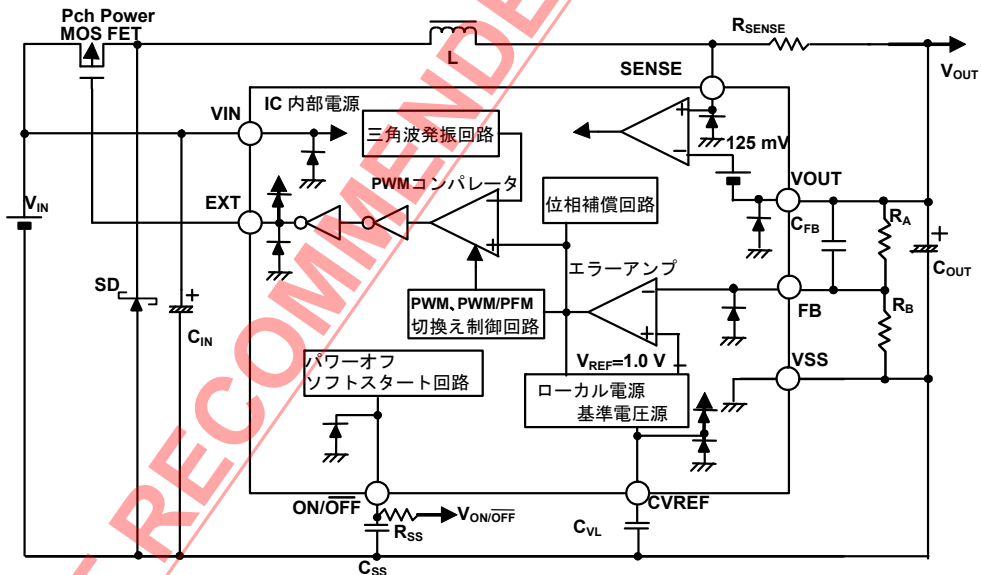 Pch Power
MOS FET
L
RSENSE
VOUT
SENSE
VIN
IC 内部電源
三角波発振回路
125 mV
PWMコンパレータ
VOUT
EXT
位相補償回路
VIN
CFB
RA
COUT
エラーアンプ
SD
CIN
PWM、PWM/PFM
切換え制御回路
FB
RB
パワーオフ
ソフトスタート回路
VREF=1.0 V
VSS
ローカル電源
基準電圧源
ON/OFF
VON/OFF
RSS
CSS
CVREF
CVL
RECOMMENDE